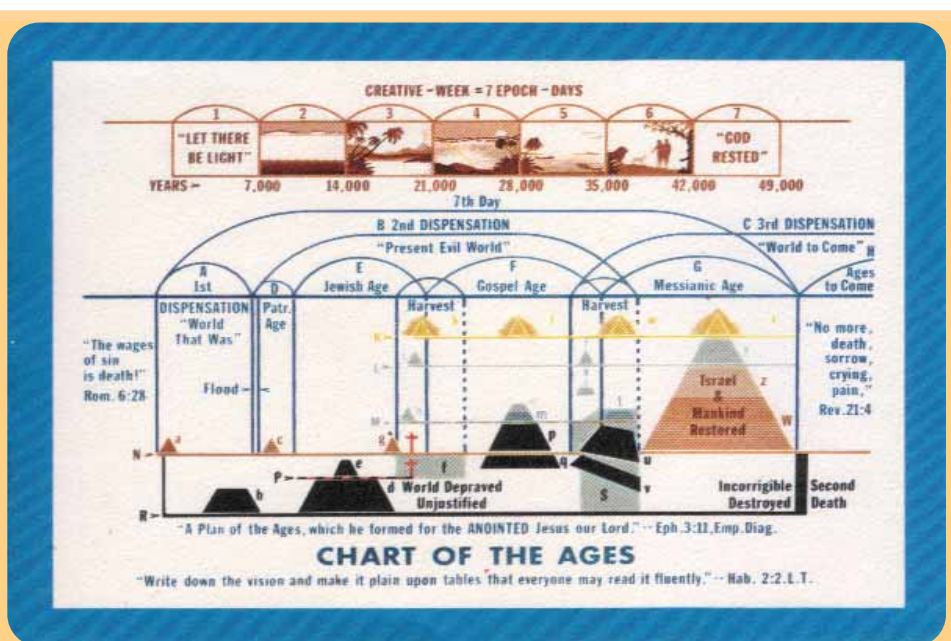 CREATIVE-WEEK = 7 EPOCH-DAYS
1 2 3 4 5 6 7
"LET THERE BE LIGHT"
"GOD RESTED"
YEARS 7,000 14,000 21,000 28,000 35,000 42,000 49,000
7th Day
B 2nd DISPENSATION
C 3rd DISPENSATION
"Present Evil World"
"World to Come" H
A
1st
D
Patr.
Age
E
Jewish Age
F
Gospel Age
G
Messianic Age
Ages
to Come
DISPENSATION
"World
That Was"
Harvest
Harvest
"The wages
of sin
is death!"
Rom. 6:28
Flood
"No more,
death,
sorrow,
crying,
pain,"
Rev.21:4
K
L
M
N
P
R
a
b
c
d
e
f
g
m
p
q
S
t
u
v
z
W
Israel
&
Mankind
Restored
World Depraved
Unjustified
Incorrigible
Destroyed
Second
Death
"A Plan of the Ages, which he formed for the ANOINTED Jesus our Lord." -- Eph.3:11,Emp.Diag.
CHART OF THE AGES
"Write down the vision and make it plain upon tables that everyone may read it fluently." -- Hab. 2:2.L.T.